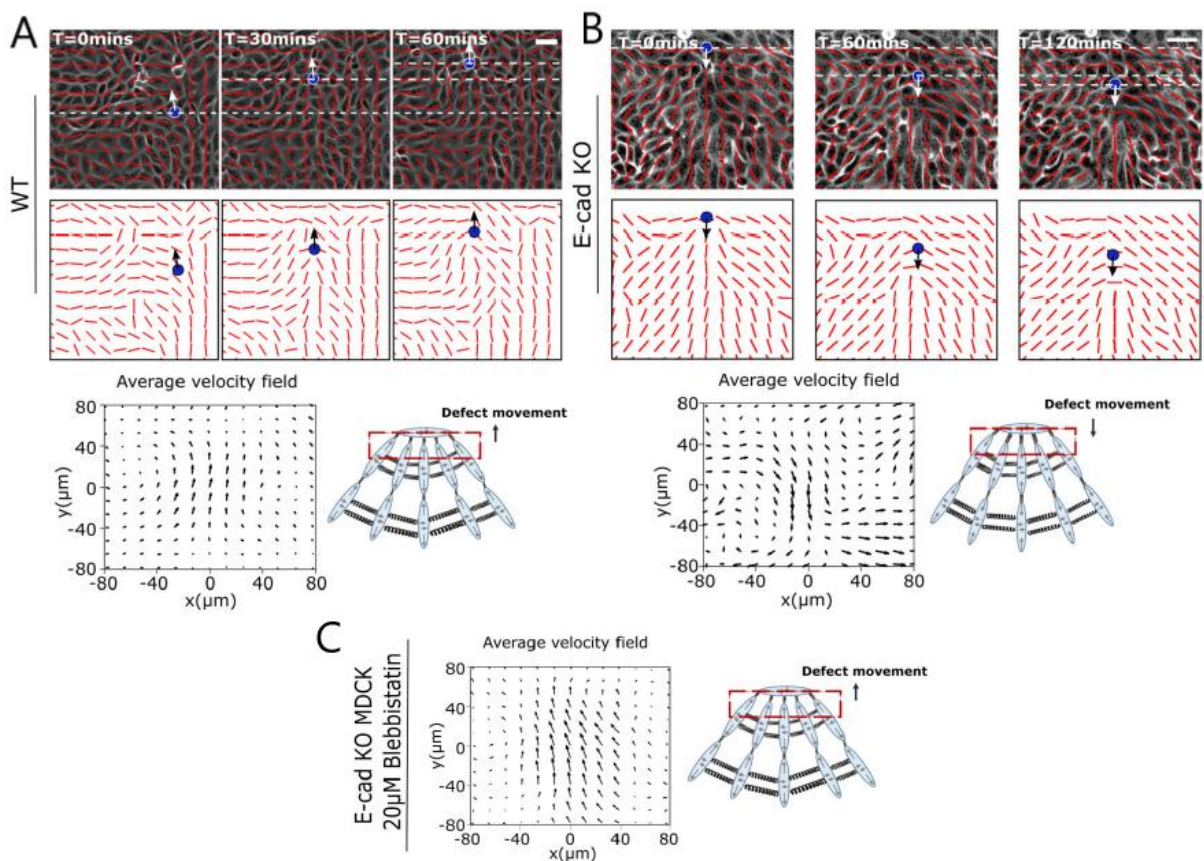 A
T=0mins
T=30mins
T=60mins
WT
Average velocity field
80
40
0
-40
-80
y(μm)
-80 -40 0 40 80
x(μm)
Defect movement
B
T=0mins
T=60mins
T=120mins
E-cad KO
Average velocity field
80
40
0
-40
-80
y(μm)
-80 -40 0 40 80
x(μm)
Defect movement
C
E-cad KO MDCK
20μM Blebbistatin
Average velocity field
80
40
0
-40
-80
y(μm)
-80 -40 0 40 80
x(μm)
Defect movement